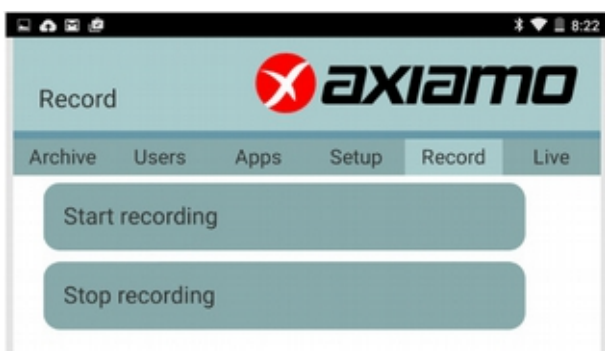 8:22
Record
axiamo
Archive Users Apps Setup Record Live
Start recording
Stop recording